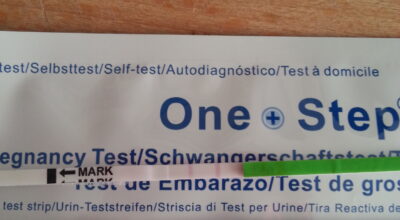 test/Selbsttest/Self-test/Autodiagnóstico/Test à domicile
One Step
egnancy Test/Schwangerschaftstest/T
MARK
MARK
Test de Embarazo/Test de gros
test strip/Urin-Teststreifen/Striscia di Test per Urine/Tira Reactiva de